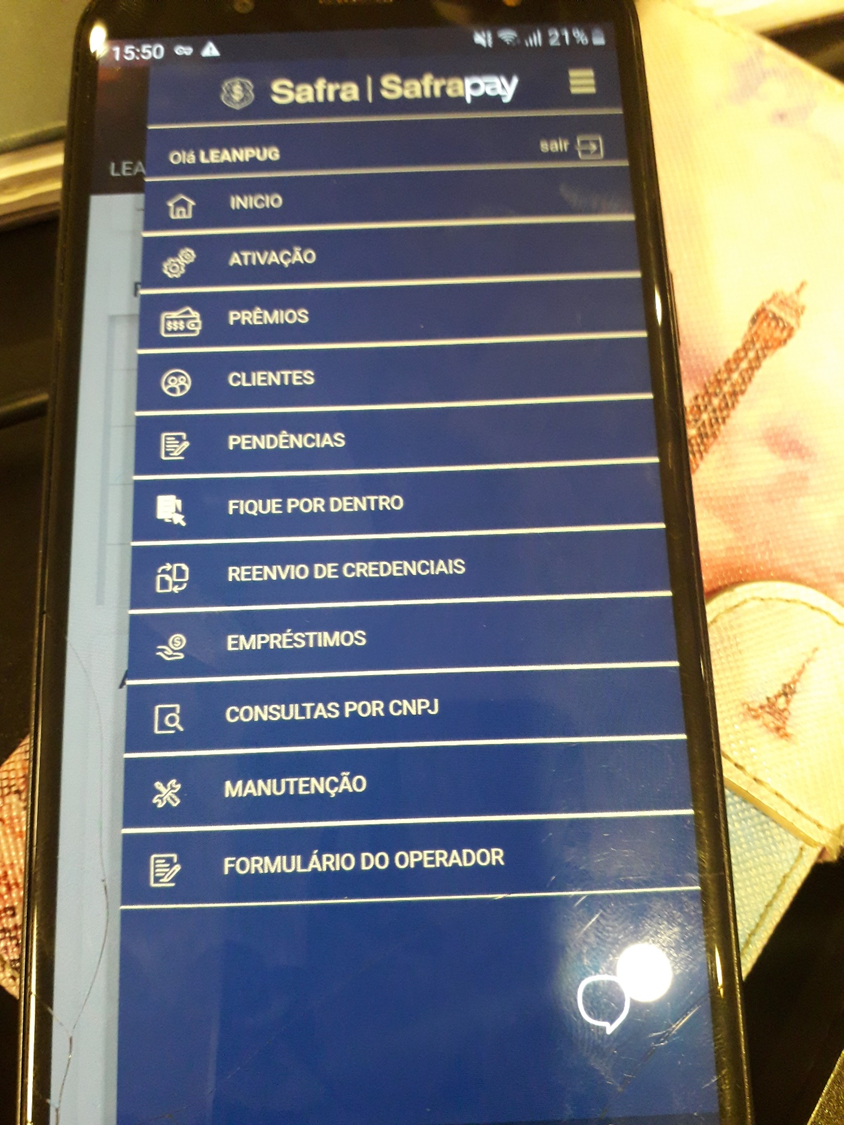 15:50 21%
Safra | Safrapay
Olá LEANPUG sair
LEA
INICIO
ATIVAÇÃO
PRÊMIOS
$$$
CLIENTES
PENDÊNCIAS
FIQUE POR DENTRO
REENVIO DE CREDENCIAIS
EMPRÉSTIMOS
CONSULTAS POR CNPJ
MANUTENÇÃO
FORMULÁRIO DO OPERADOR